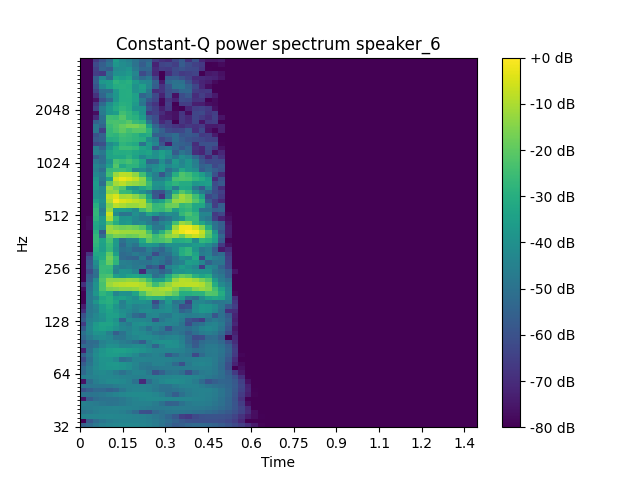 Constant-Q power spectrum speaker_6
Hz
2048
1024
512
256
128
64
32
0 0.15 0.3 0.45 0.6 0.75 0.9 1.1 1.2 1.4
Time
+0 dB
-10 dB
-20 dB
-30 dB
-40 dB
-50 dB
-60 dB
-70 dB
-80 dB